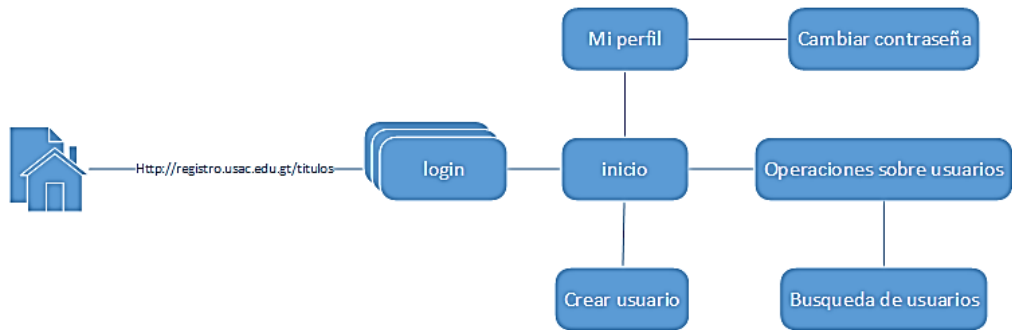 Mi perfil
Cambiar contraseña
Http://registro.usac.edu.gt/titulos
login
inicio
Operaciones sobre usuarios
Crear usuario
Busqueda de usuarios